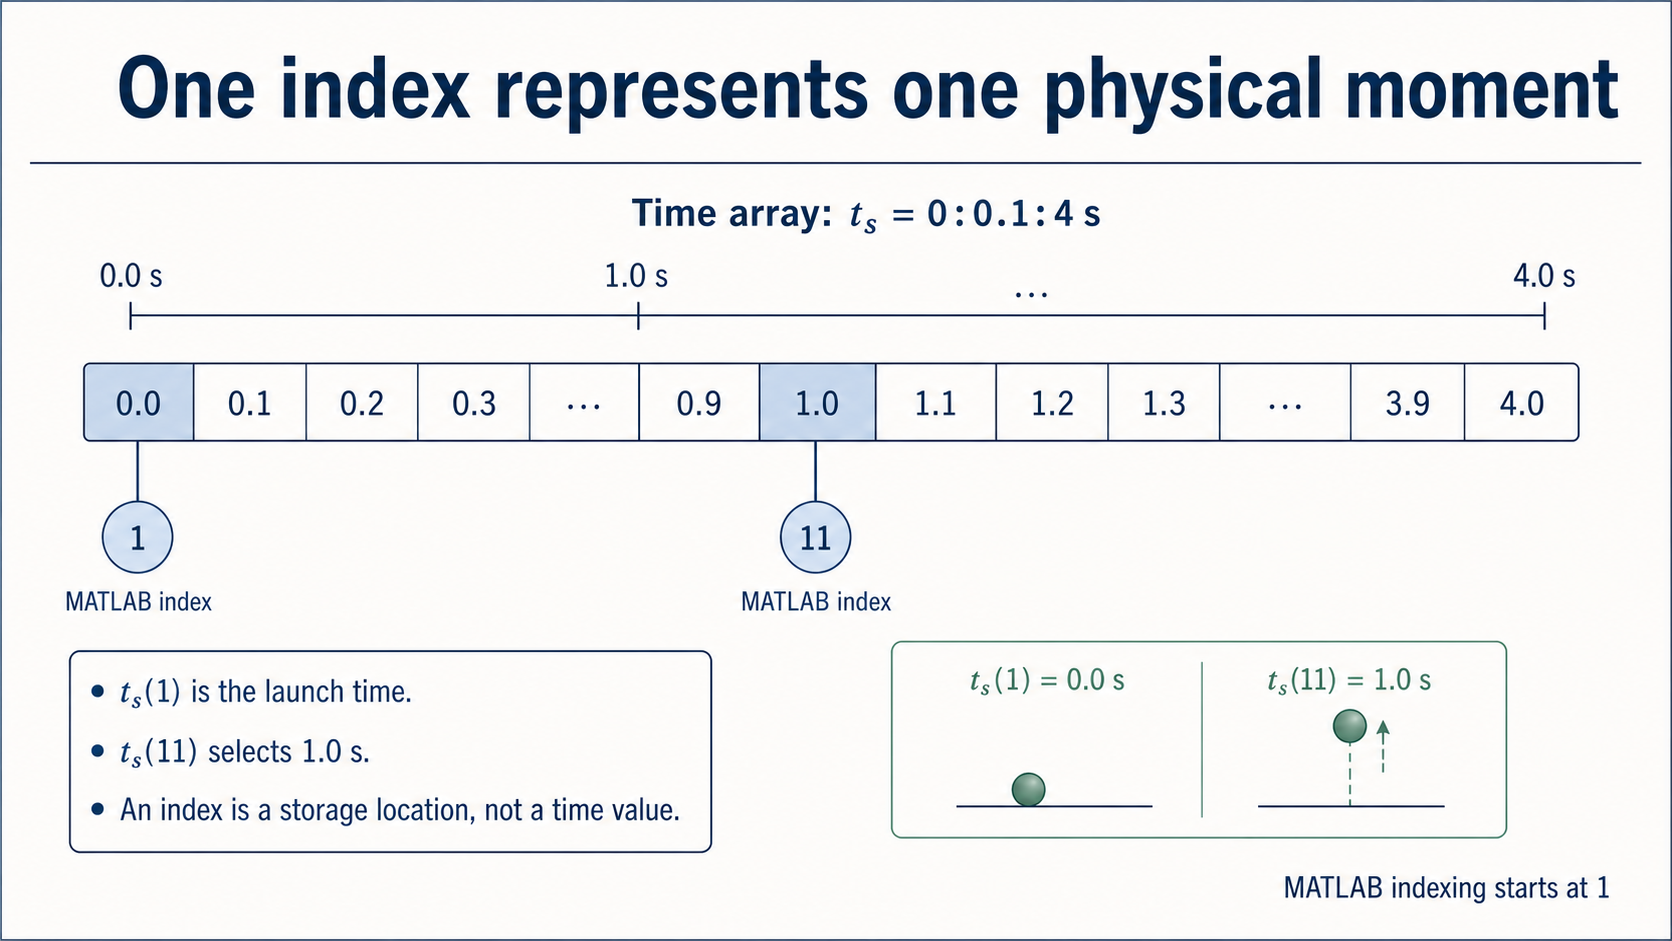 One index represents one physical moment
Time array: tₛ = 0:0.1:4 s
0.0 s 1.0 s ... 4.0 s
0.0 0.1 0.2 0.3 ... 0.9 1.0 1.1 1.2 1.3 ... 3.9 4.0
1 11
MATLAB index MATLAB index
• tₛ(1) is the launch time.
• tₛ(11) selects 1.0 s.
• An index is a storage location, not a time value.
tₛ(1) = 0.0 s tₛ(11) = 1.0 s
MATLAB indexing starts at 1